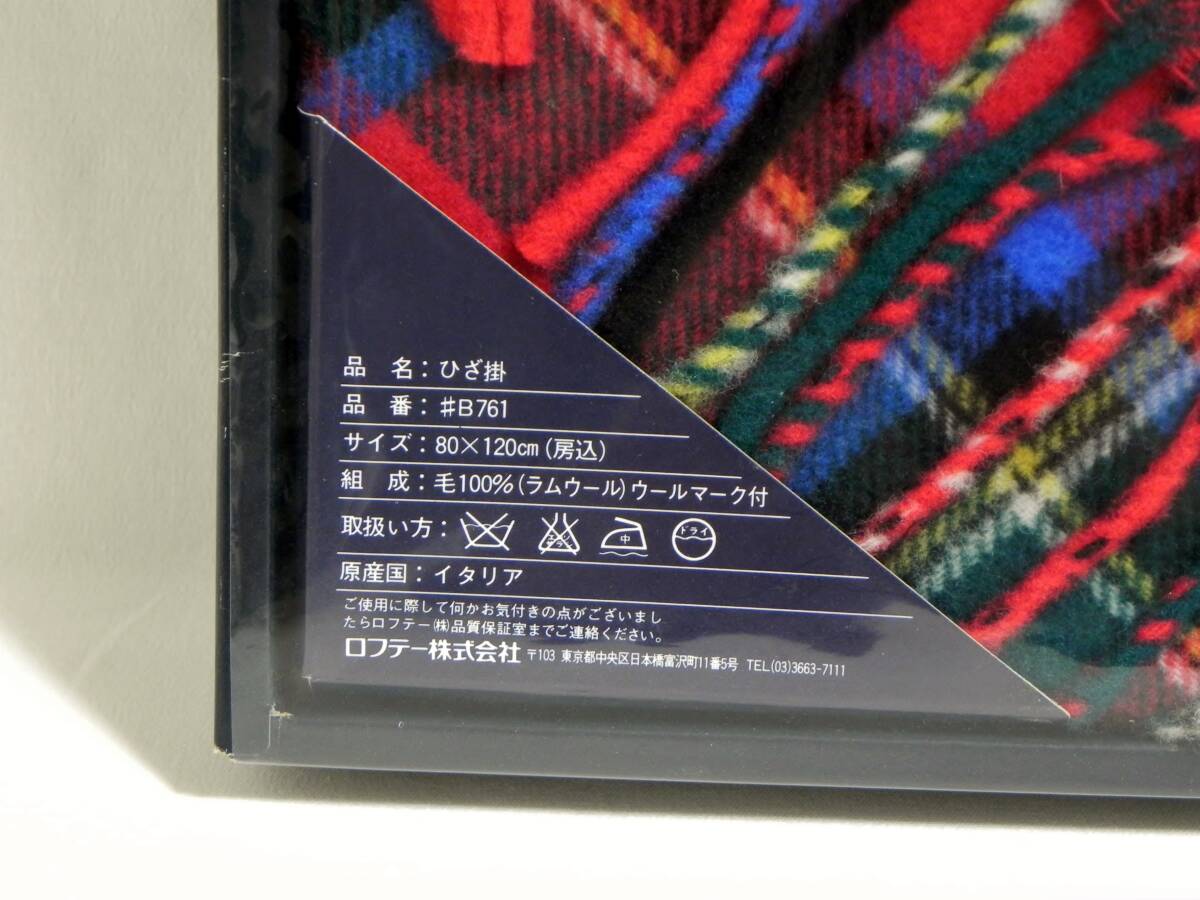 品 名：ひざ掛
品 番：♯B761
サイズ：80×120cm（房込）
組 成：毛100%（ラムウール）ウールマーク付
取扱い方： 中 ドライ
原産国：イタリア
ご使用に際して何かお気付きの点がございまし
たらロフテー㈱品質保証室までご連絡ください。
ロフテー株式会社 〒103 東京都中央区日本橋富沢町11番5号 TEL(03)3663-7111